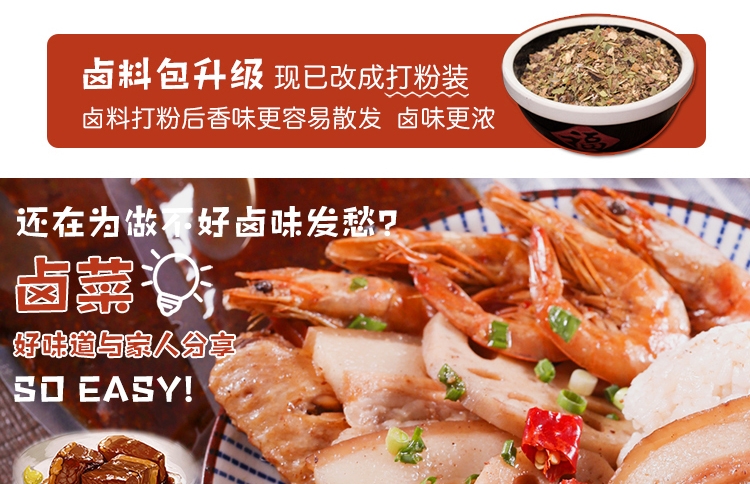 卤料包升级 现已改成打粉装
卤料打粉后香味更容易散发 卤味更浓
福
还在为做不好卤味发愁?
卤菜
好味道与家人分享
SO EASY!